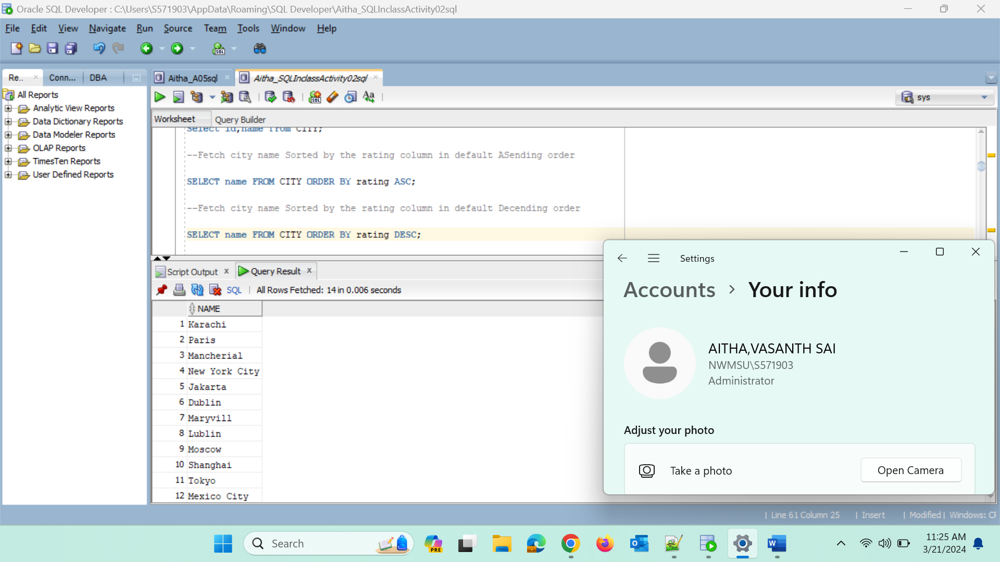 Oracle SQL Developer : C:\Users\S571903\AppData\Roaming\SQL Developer\Aitha_SQLInclassActivity02sql
File Edit View Navigate Run Source Team Tools Window Help
Re.. Conn... DBA
Aitha_A05sql Aitha_SQLInclassActivity02sql
All Reports
Analytic View Reports
Data Dictionary Reports
Data Modeler Reports
OLAP Reports
TimesTen Reports
User Defined Reports
sys
Worksheet Query Builder
Select id,name from CITY;
--Fetch city name Sorted by the rating column in default ASending order
SELECT name FROM CITY ORDER BY rating ASC;
--Fetch city name Sorted by the rating column in default Decending order
SELECT name FROM CITY ORDER BY rating DESC;
Script Output Query Result
SQL | All Rows Fetched: 14 in 0.006 seconds
NAME
1 Karachi
2 Paris
3 Mancherial
4 New York City
5 Jakarta
6 Dublin
7 Maryvill
8 Lublin
9 Moscow
10 Shanghai
11 Tokyo
12 Mexico City
Settings
Accounts > Your info
AITHA,VASANTH SAI
NWMSU\S571903
Administrator
Adjust your photo
Take a photo Open Camera
| Line 61 Column 25 | Insert | Modified | Windows: CF
Search
PRE
11:25 AM
3/21/2024